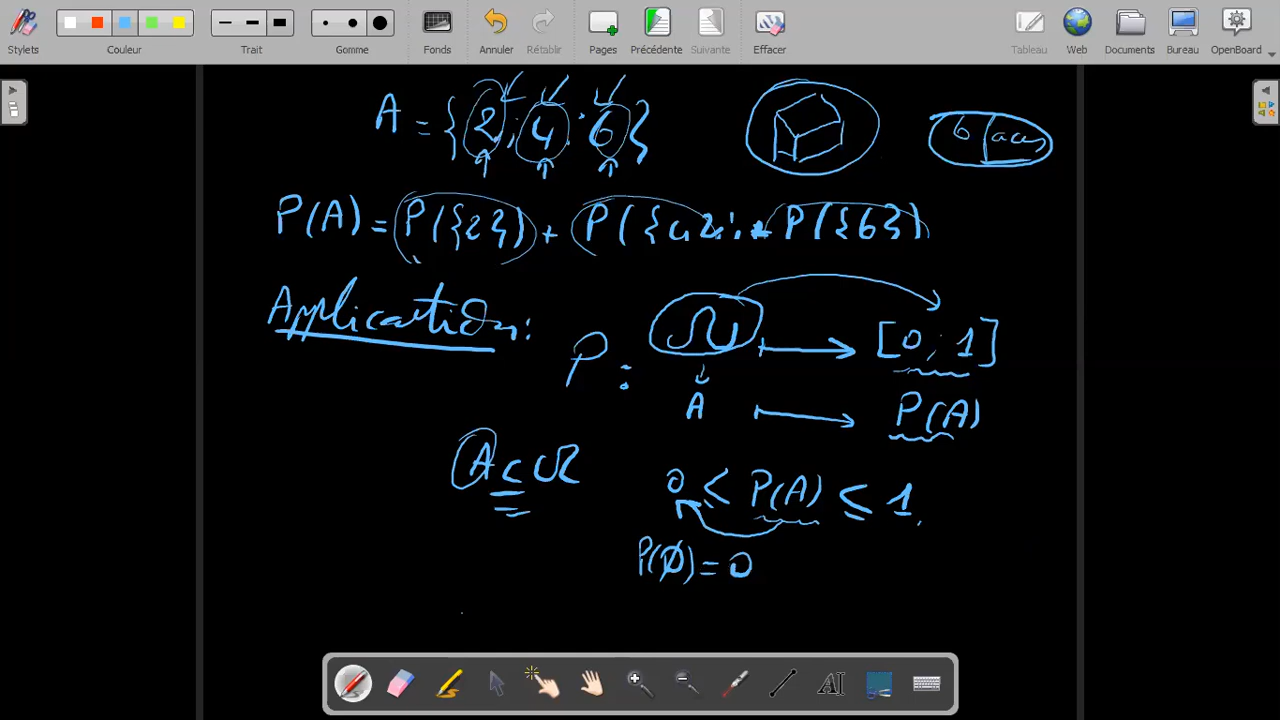 Stylets Couleur Trait Gomme Fonds Annuler Rétablir Pages Précédente Suivante Effacer Tableau Web Documents Bureau OpenBoard
A = {2; 4; 6}
6
P(A) = P({2}) + P({4}) + P({6})
Application:
P : Ω → [0; 1]
A → P(A)
A ⊂ Ω
0 < P(A) ≤ 1
P(∅) = 0
AI